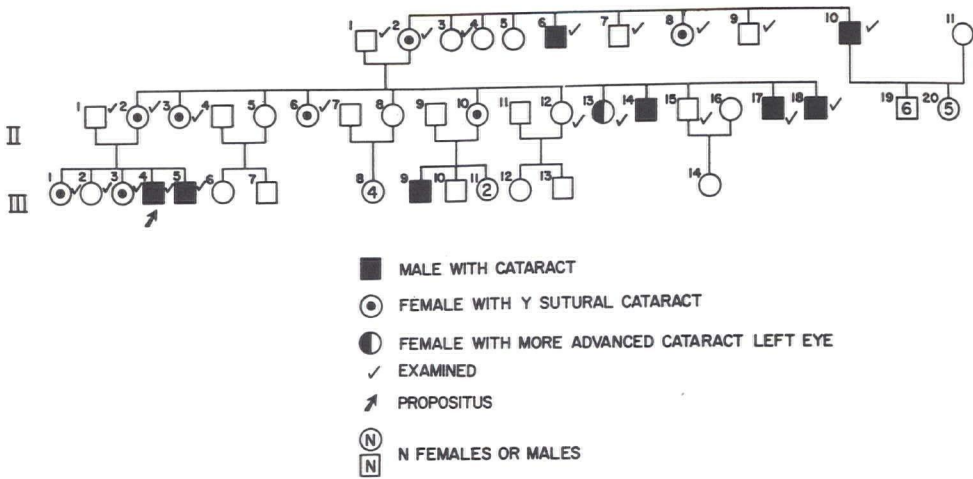 1 2 3 4 5 6 7 8 9 10 11
II 1 2 3 4 5 6 7 8 9 10 11 12 13 14 15 16 17 18 19 6 20 5
III 1 2 3 4 5 6 7 8 4 9 10 11 2 12 13 14
MALE WITH CATARACT
FEMALE WITH Y SUTURAL CATARACT
FEMALE WITH MORE ADVANCED CATARACT LEFT EYE
✓ EXAMINED
PROPOSITUS
N
N FEMALES OR MALES
N